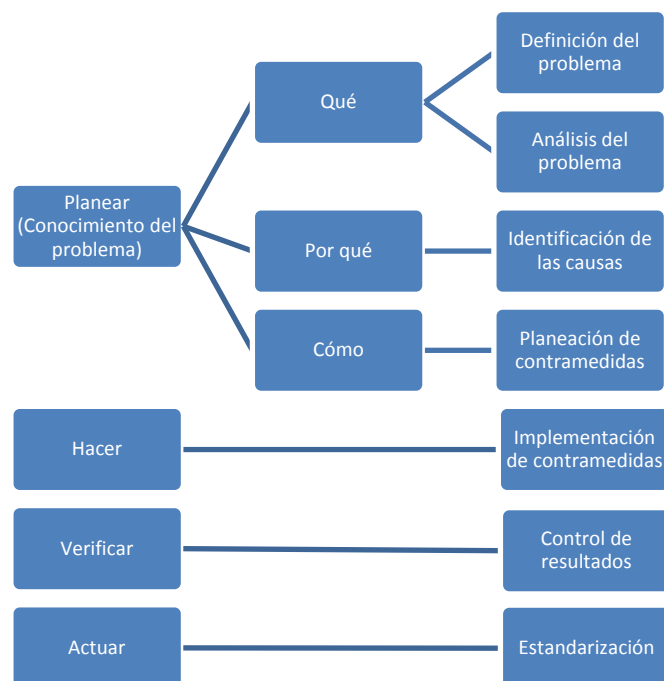 Planear
(Conocimiento del
problema)
Qué
Definición del
problema
Análisis del
problema
Por qué
Identificación de
las causas
Cómo
Planeación de
contramedidas
Hacer
Implementación
de contramedidas
Verificar
Control de
resultados
Actuar
Estandarización